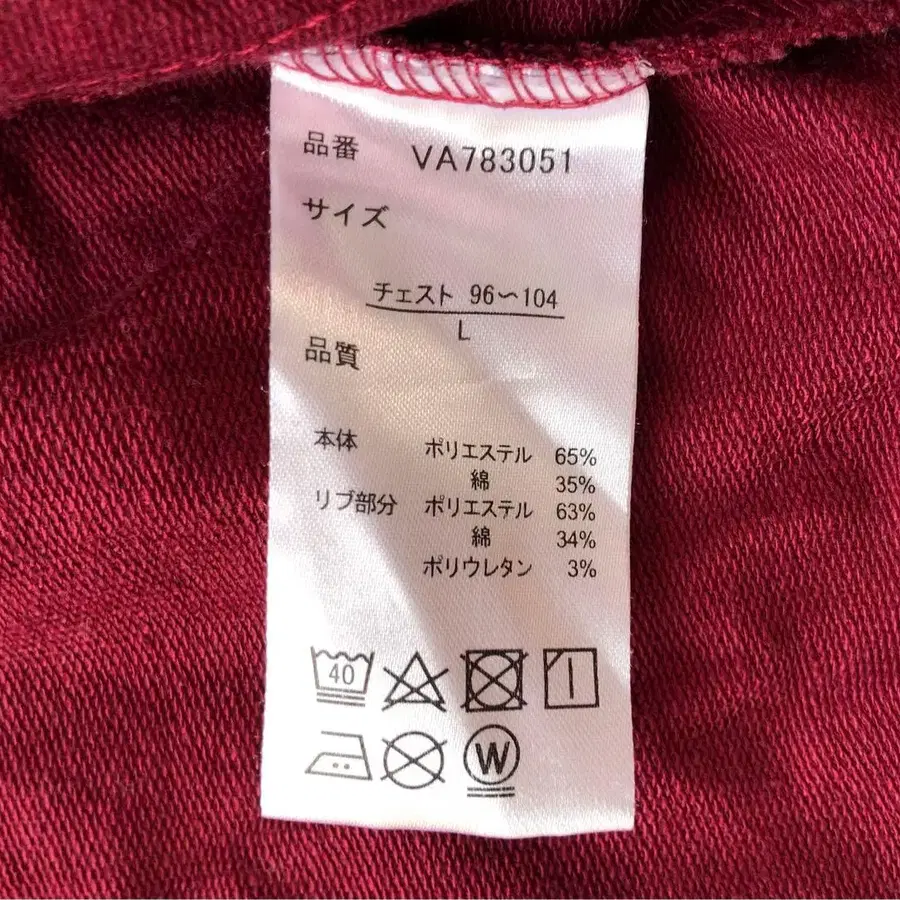 品番 VA783051
サイズ
チェスト 96〜104
L
品質
本体 ポリエステル 65%
綿 35%
リブ部分 ポリエステル 63%
綿 34%
ポリウレタン 3%
40
W